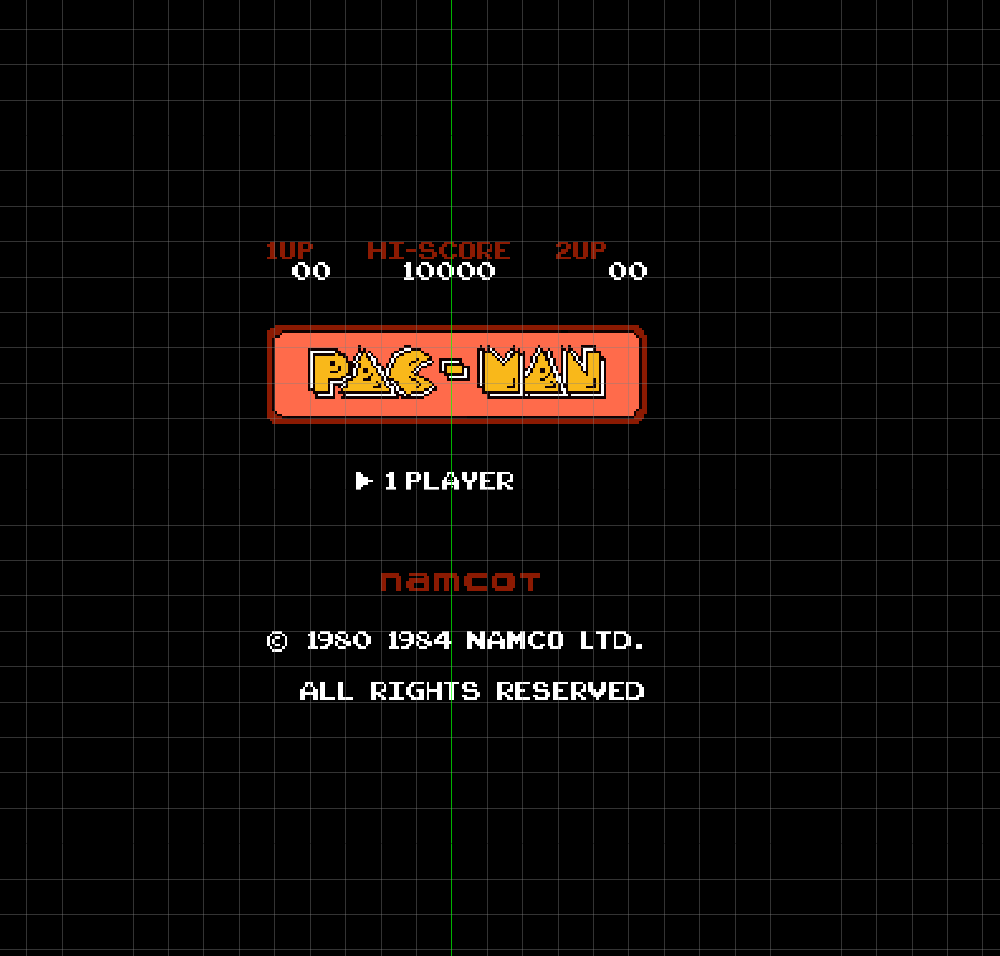 1UP HI-SCORE 2UP
00 10000 00
PAC-MAN
1 PLAYER
namcot
© 1980 1984 NAMCO LTD.
ALL RIGHTS RESERVED